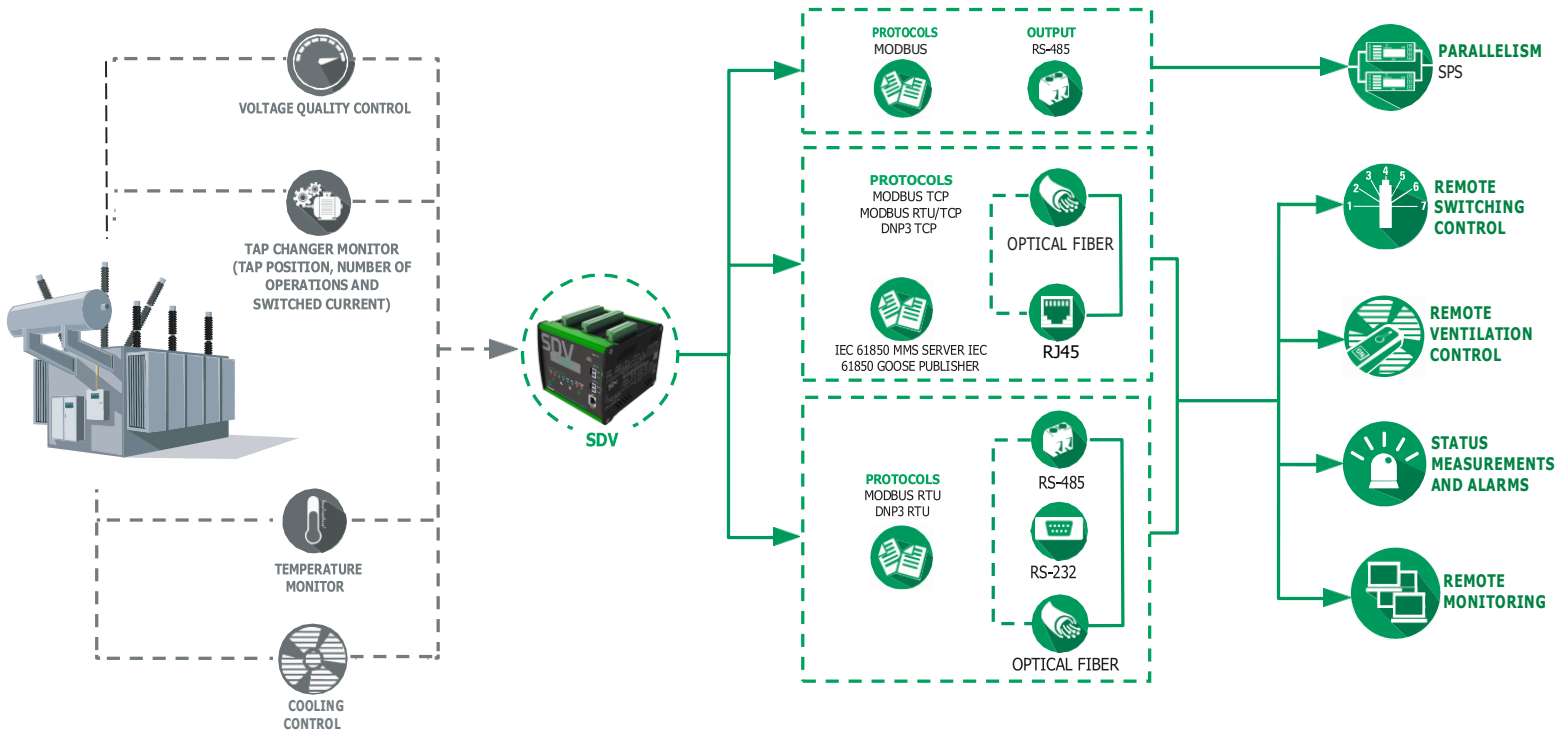 VOLTAGE QUALITY CONTROL
TAP CHANGER MONITOR
(TAP POSITION, NUMBER OF
OPERATIONS AND
SWITCHED CURRENT)
TEMPERATURE
MONITOR
COOLING
CONTROL
SDV
SDV
PROTOCOLS
MODBUS
OUTPUT
RS-485
PROTOCOLS
MODBUS TCP
MODBUS RTU/TCP
DNP3 TCP
IEC 61850 MMS SERVER IEC
61850 GOOSE PUBLISHER
OPTICAL FIBER
RJ45
PROTOCOLS
MODBUS RTU
DNP3 RTU
RS-485
RS-232
OPTICAL FIBER
PARALLELISM
SPS
1 2 3 4 5 6 7
REMOTE
SWITCHING
CONTROL
REMOTE
VENTILATION
CONTROL
STATUS
MEASUREMENTS
AND ALARMS
REMOTE
MONITORING